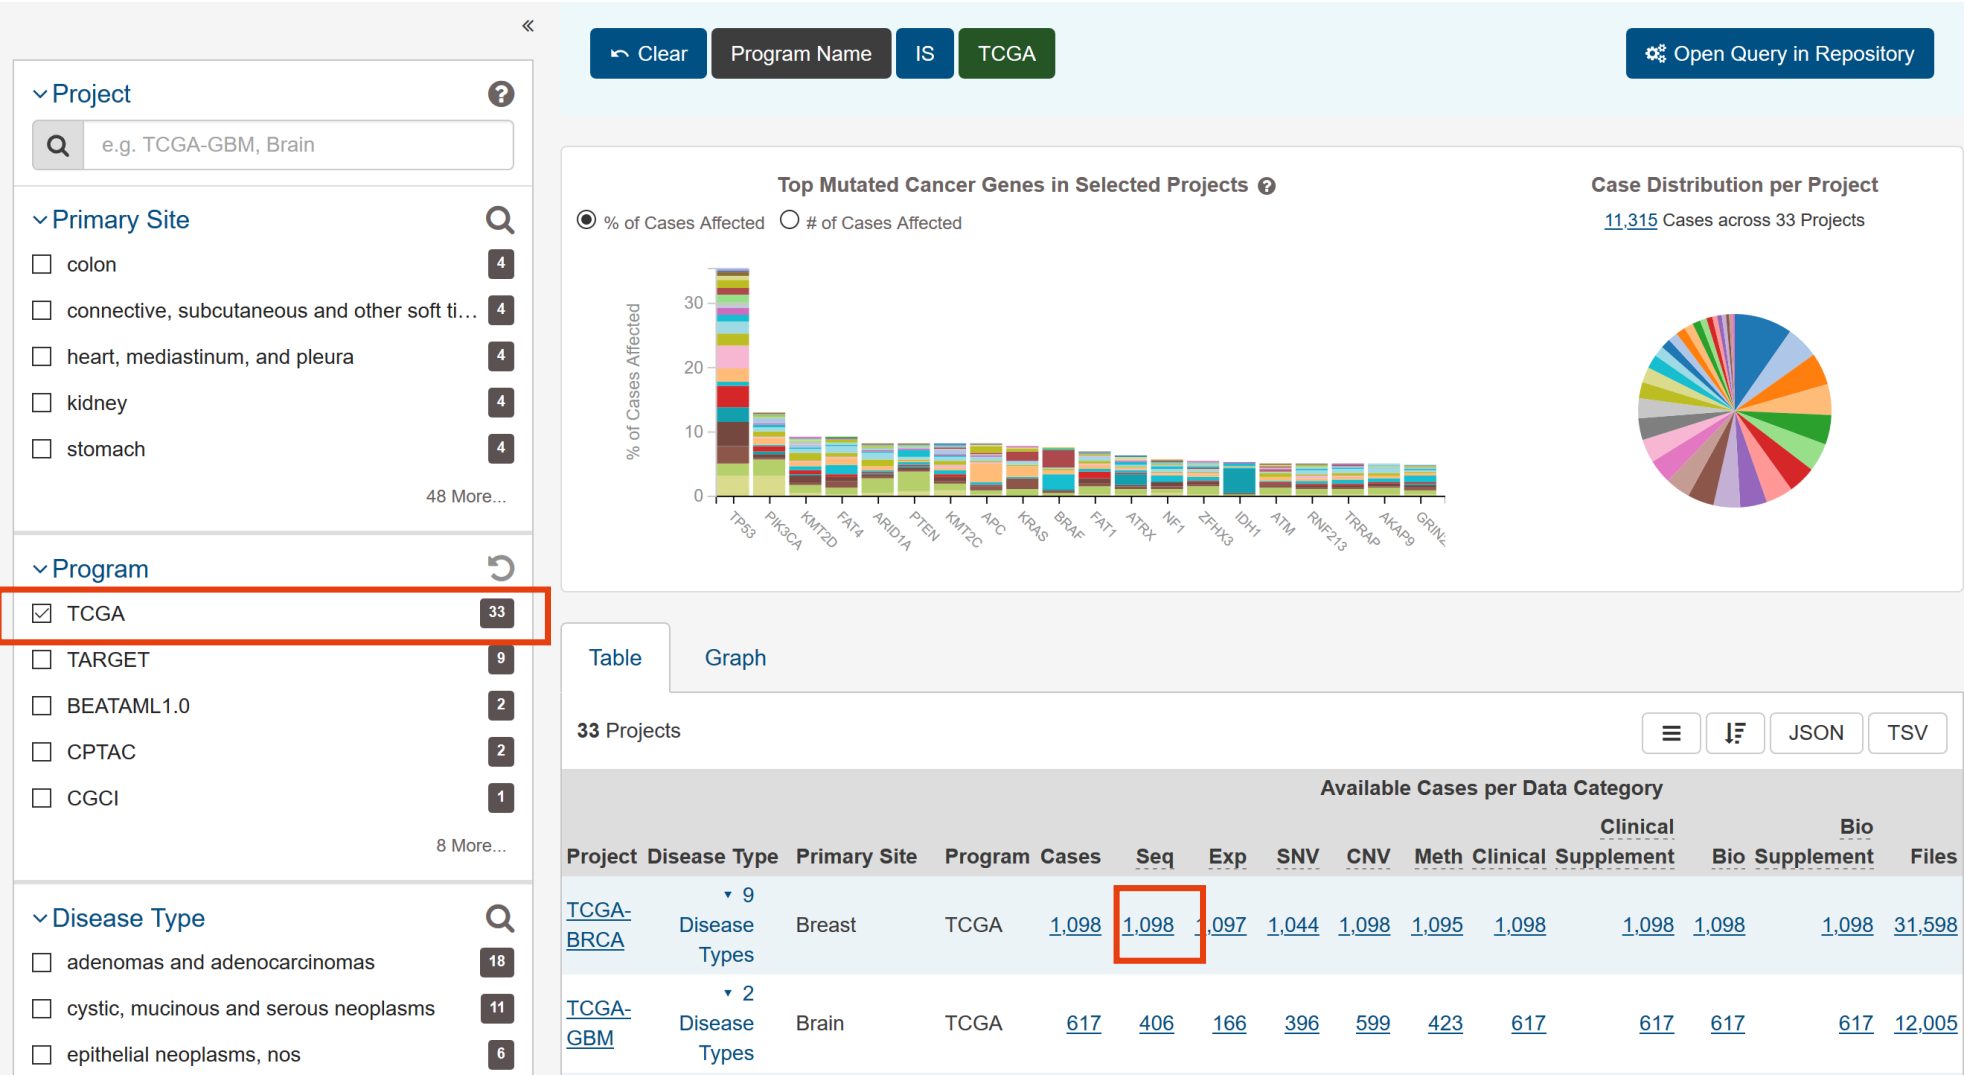 «
Project
e.g. TCGA-GBM, Brain
Primary Site
colon 4
connective, subcutaneous and other soft ti... 4
heart, mediastinum, and pleura 4
kidney 4
stomach 4
48 More...
Program
TCGA 33
TARGET 9
BEATAML1.0 2
CPTAC 2
CGCI 1
8 More...
Disease Type
adenomas and adenocarcinomas 18
cystic, mucinous and serous neoplasms 11
epithelial neoplasms, nos 6
Clear Program Name IS TCGA
Open Query in Repository
Top Mutated Cancer Genes in Selected Projects
% of Cases Affected # of Cases Affected
% of Cases Affected
30
20
10
0
TP53 PIK3CA KMT2D FAT4 ARID1A PTEN KMT2C APC KRAS BRAF FAT1 ATRX NF1 ZFHX3 IDH1 ATM RNF213 TRRAP AKAP9 GRIN2
Case Distribution per Project
11,315 Cases across 33 Projects
Table Graph
33 Projects
JSON TSV
Available Cases per Data Category
Project Disease Type Primary Site Program Cases Seq Exp SNV CNV Meth Clinical Clinical Supplement Bio Bio Supplement Files
TCGA-BRCA 9 Disease Types Breast TCGA 1,098 1,098 1,097 1,044 1,098 1,095 1,098 1,098 1,098 1,098 31,598
TCGA-GBM 2 Disease Types Brain TCGA 617 406 166 396 599 423 617 617 617 617 12,005